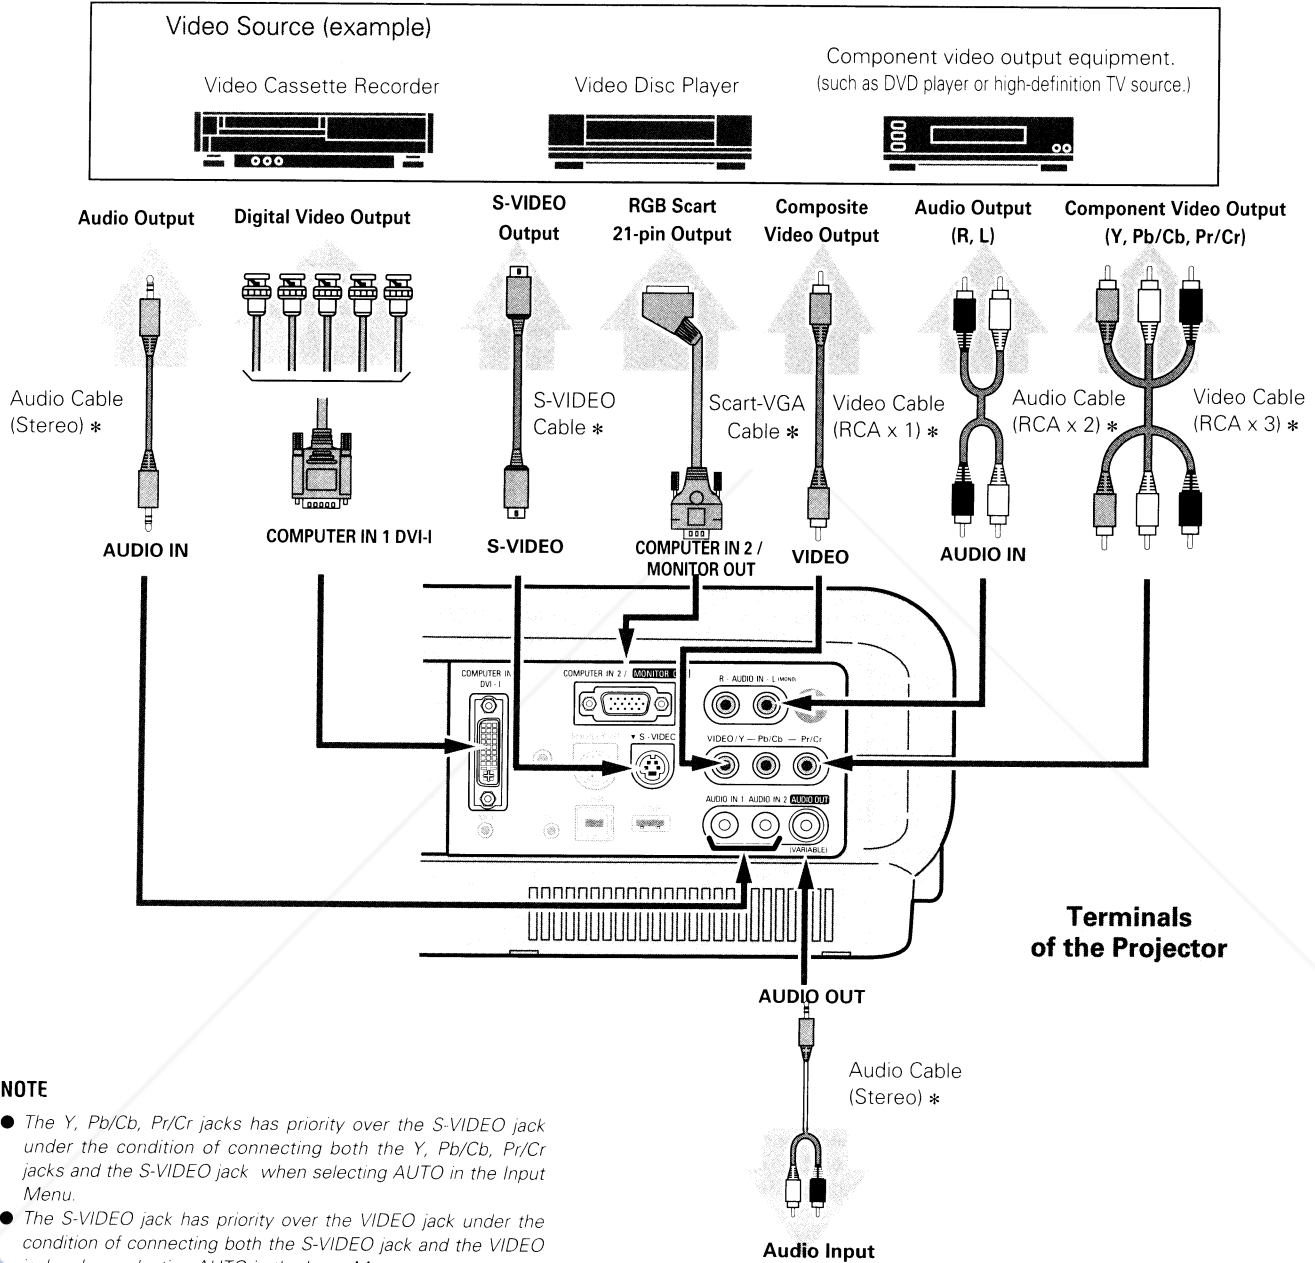 Video Source (example)
Video Cassette Recorder
Video Disc Player
Component video output equipment.
(such as DVD player or high-definition TV source.)
Audio Output
Digital Video Output
S-VIDEO
Output
RGB Scart
21-pin Output
Composite
Video Output
Audio Output
(R, L)
Component Video Output
(Y, Pb/Cb, Pr/Cr)
Audio Cable
(Stereo) *
S-VIDEO
Cable *
Scart-VGA
Cable *
Video Cable
(RCA x 1) *
Audio Cable
(RCA x 2) *
Video Cable
(RCA x 3) *
AUDIO IN
COMPUTER IN 1 DVI-I
S-VIDEO
COMPUTER IN 2 /
MONITOR OUT
VIDEO
AUDIO IN
COMPUTER IN
DVI - I
COMPUTER IN 2 / MONITOR
R - AUDIO IN - L (MONO)
▼ S - VIDEO
VIDEO/Y — Pb/Cb — Pr/Cr
AUDIO IN 1 AUDIO IN 2 AUDIO OUT
(VARIABLE)
Terminals
of the Projector
AUDIO OUT
Audio Cable
(Stereo) *
Audio Input
NOTE
● The Y, Pb/Cb, Pr/Cr jacks has priority over the S-VIDEO jack
under the condition of connecting both the Y, Pb/Cb, Pr/Cr
jacks and the S-VIDEO jack when selecting AUTO in the Input
Menu.
● The S-VIDEO jack has priority over the VIDEO jack under the
condition of connecting both the S-VIDEO jack and the VIDEO